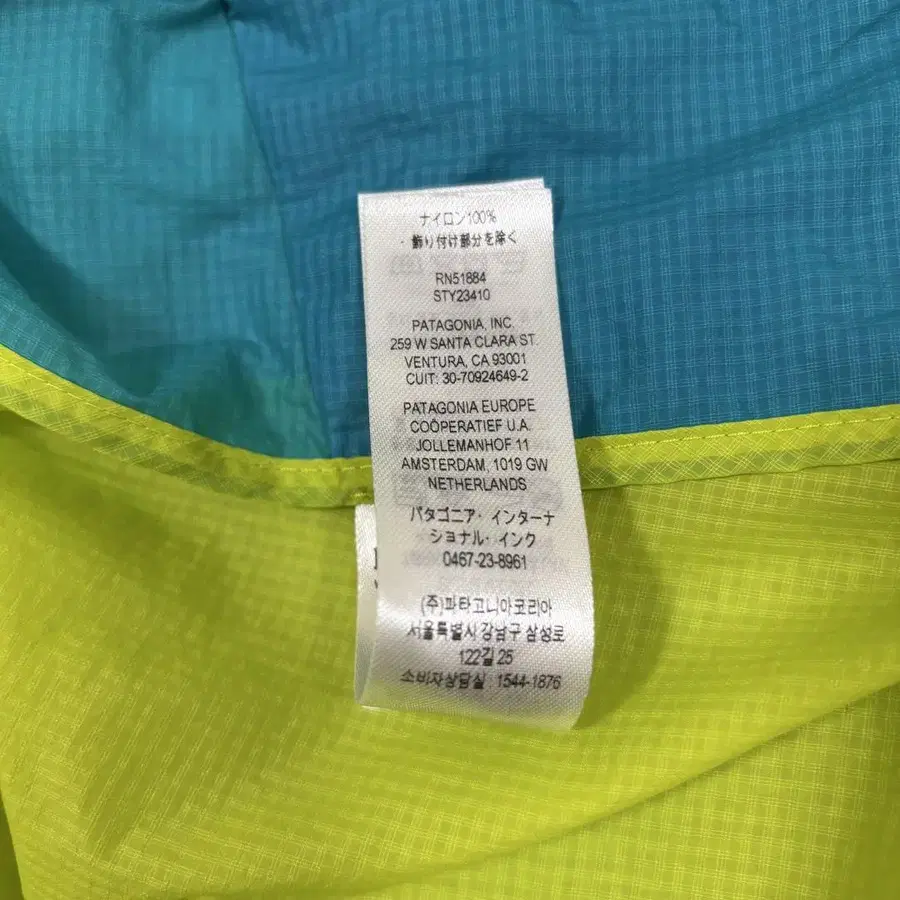 ナイロン100%
・飾り付け部分を除く
RN51884
STY23410
PATAGONIA, INC.
259 W SANTA CLARA ST.
VENTURA, CA 93001
CUIT: 30-70924649-2
PATAGONIA EUROPE
COÖPERATIEF U.A.
JOLLEMANHOF 11
AMSTERDAM, 1019 GW
NETHERLANDS
パタゴニア・インターナ
ショナル・インク
0467-23-8961
(주)파타고니아코리아
서울특별시 강남구 삼성로
122길 25
소비자상담실 : 1544-1876